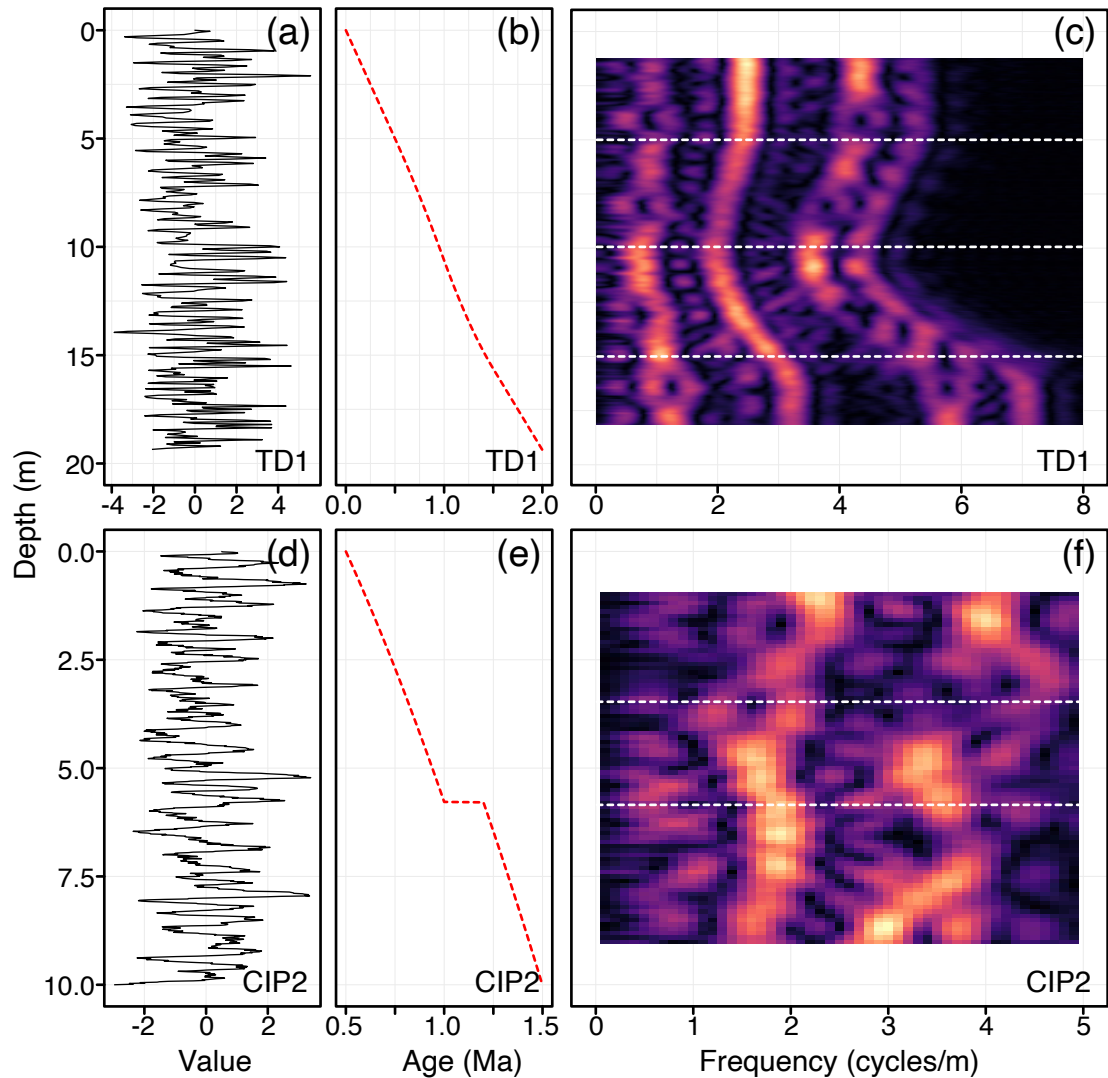 (a)
(b)
(c)
0
5
10
15
20
TD1
TD1
TD1
-4 -2 0 2 4
0.0 1.0 2.0
0 2 4 6 8
Depth (m)
(d)
(e)
(f)
0.0
2.5
5.0
7.5
10.0
CIP2
CIP2
CIP2
-2 0 2
0.5 1.0 1.5
0 1 2 3 4 5
Value
Age (Ma)
Frequency (cycles/m)